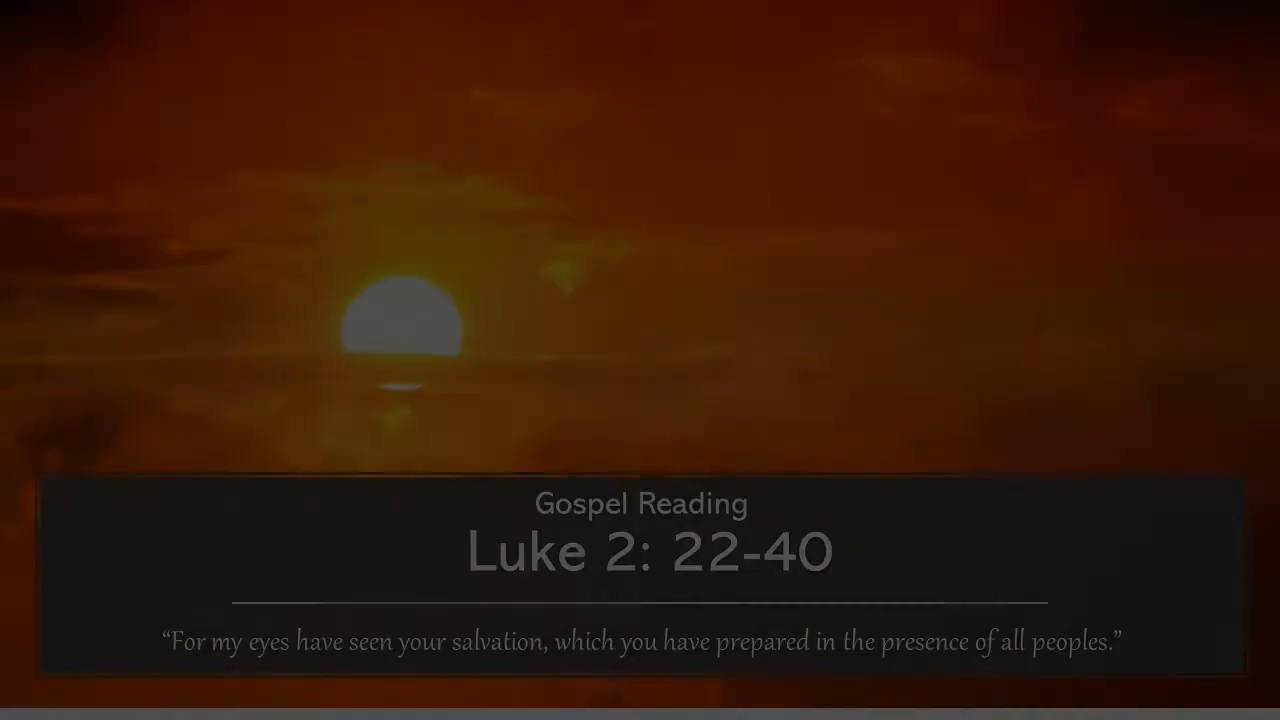 Gospel Reading
Luke 2: 22-40
“For my eyes have seen your salvation, which you have prepared in the presence of all peoples.”